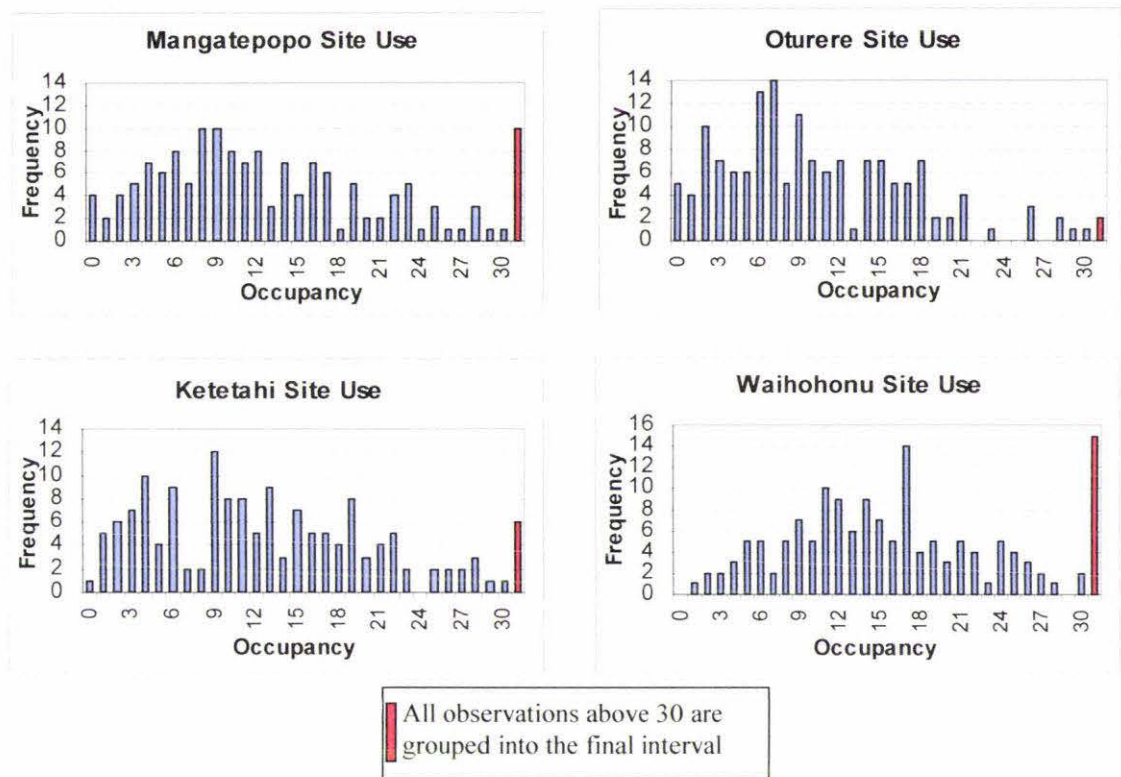 Mangatepopo Site Use
Frequency
14
12
10
8
6
4
2
0
0 3 6 9 12 15 18 21 24 27 30
Occupancy
Oturere Site Use
Frequency
14
12
10
8
6
4
2
0
0 3 6 9 12 15 18 21 24 27 30
Occupancy
Ketetahi Site Use
Frequency
14
12
10
8
6
4
2
0
0 3 6 9 12 15 18 21 24 27 30
Occupancy
Waihohonu Site Use
Frequency
16
14
12
10
8
6
4
2
0
0 3 6 9 12 15 18 21 24 27 30
Occupancy
All observations above 30 are
grouped into the final interval